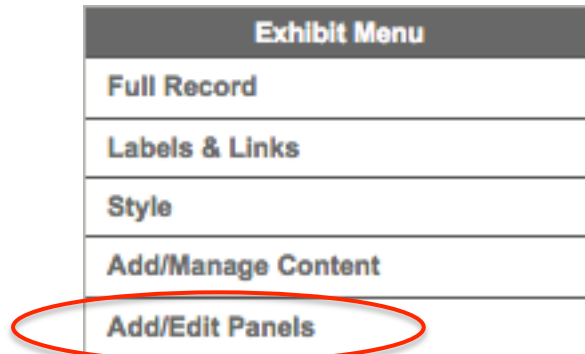 Exhibit Menu
Full Record
Labels & Links
Style
Add/Manage Content
Add/Edit Panels